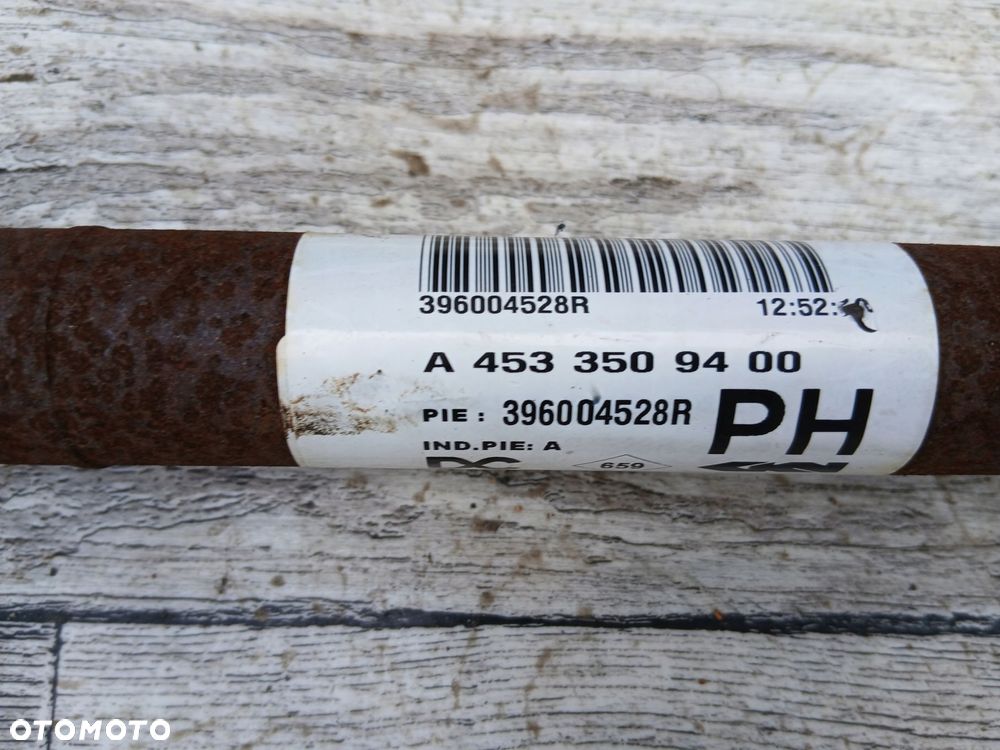 396004528R 12:52:
A 453 350 94 00
PIE : 396004528R PH
IND.PIE: A
659
OTOMOTO